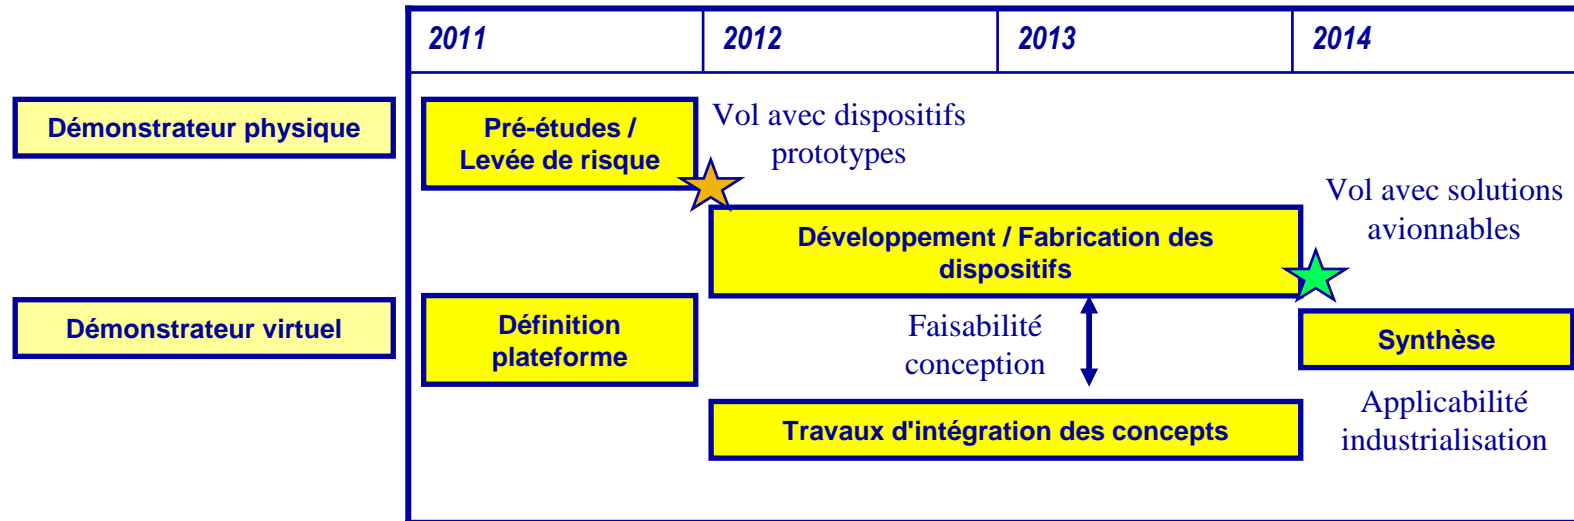 2011
2012
2013
2014
Démonstrateur physique
Pré-études /
Levée de risque
Vol avec dispositifs
prototypes
Développement / Fabrication des
dispositifs
Vol avec solutions
avionnables
Démonstrateur virtuel
Définition
plateforme
Faisabilité
conception
Synthèse
Travaux d'intégration des concepts
Applicabilité
industrialisation